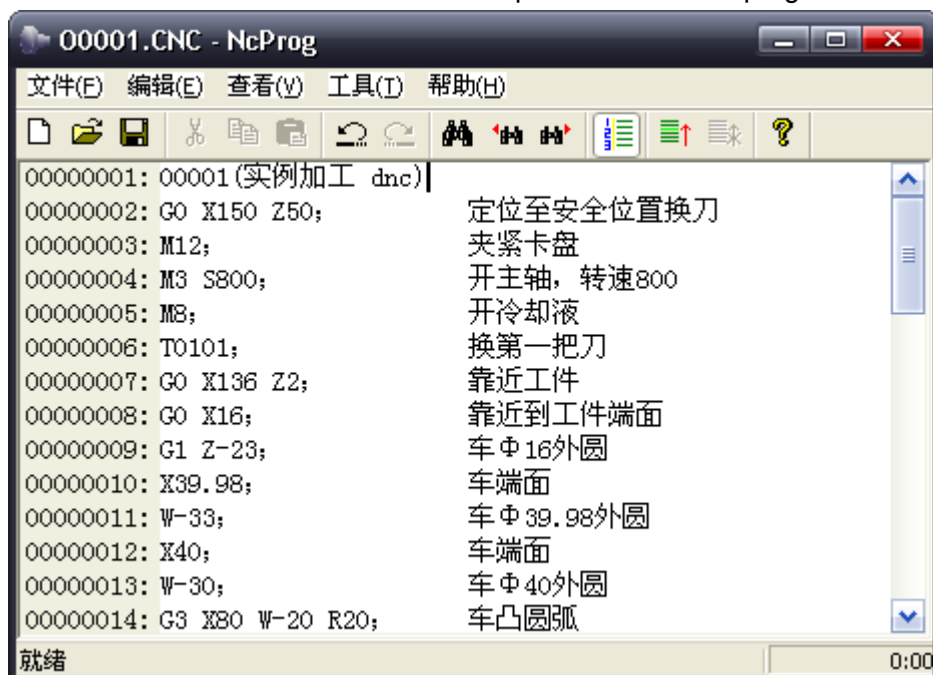 00001.CNC - NcProg
文件(F) 编辑(E) 查看(V) 工具(T) 帮助(H)
00000001: 00001(实例加工 dnc)
00000002: G0 X150 Z50; 定位至安全位置换刀
00000003: M12; 夹紧卡盘
00000004: M3 S800; 开主轴，转速800
00000005: M8; 开冷却液
00000006: T0101; 换第一把刀
00000007: G0 X136 Z2; 靠近工件
00000008: G0 X16; 靠近到工件端面
00000009: G1 Z-23; 车Φ16外圆
00000010: X39.98; 车端面
00000011: W-33; 车Φ39.98外圆
00000012: X40; 车端面
00000013: W-30; 车Φ40外圆
00000014: G3 X80 W-20 R20; 车凸圆弧
就绪 0:00